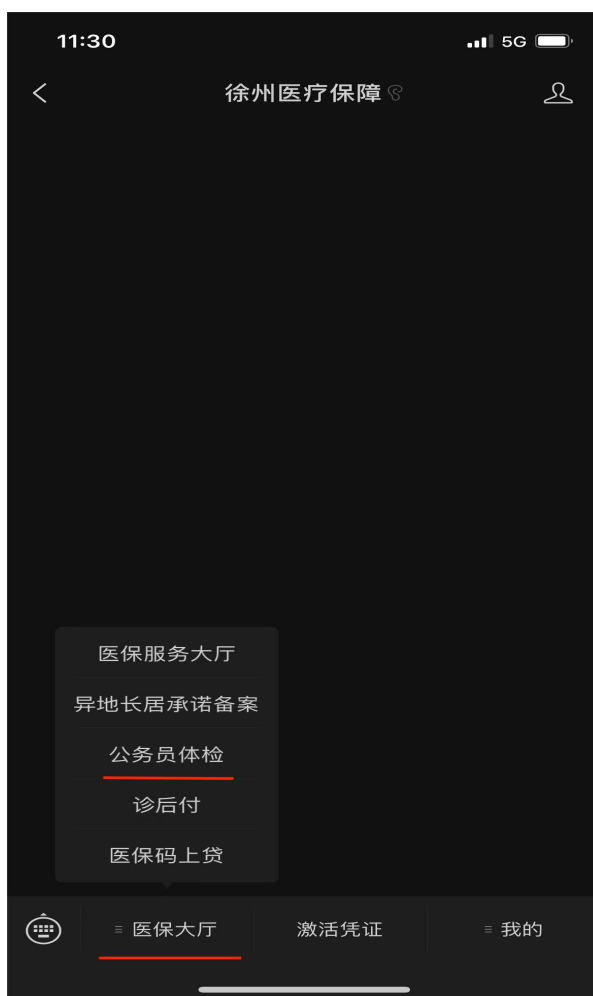 11:30
5G
徐州医疗保障
医保服务大厅
异地长居承诺备案
公务员体检
诊后付
医保码上贷
医保大厅
激活凭证
我的